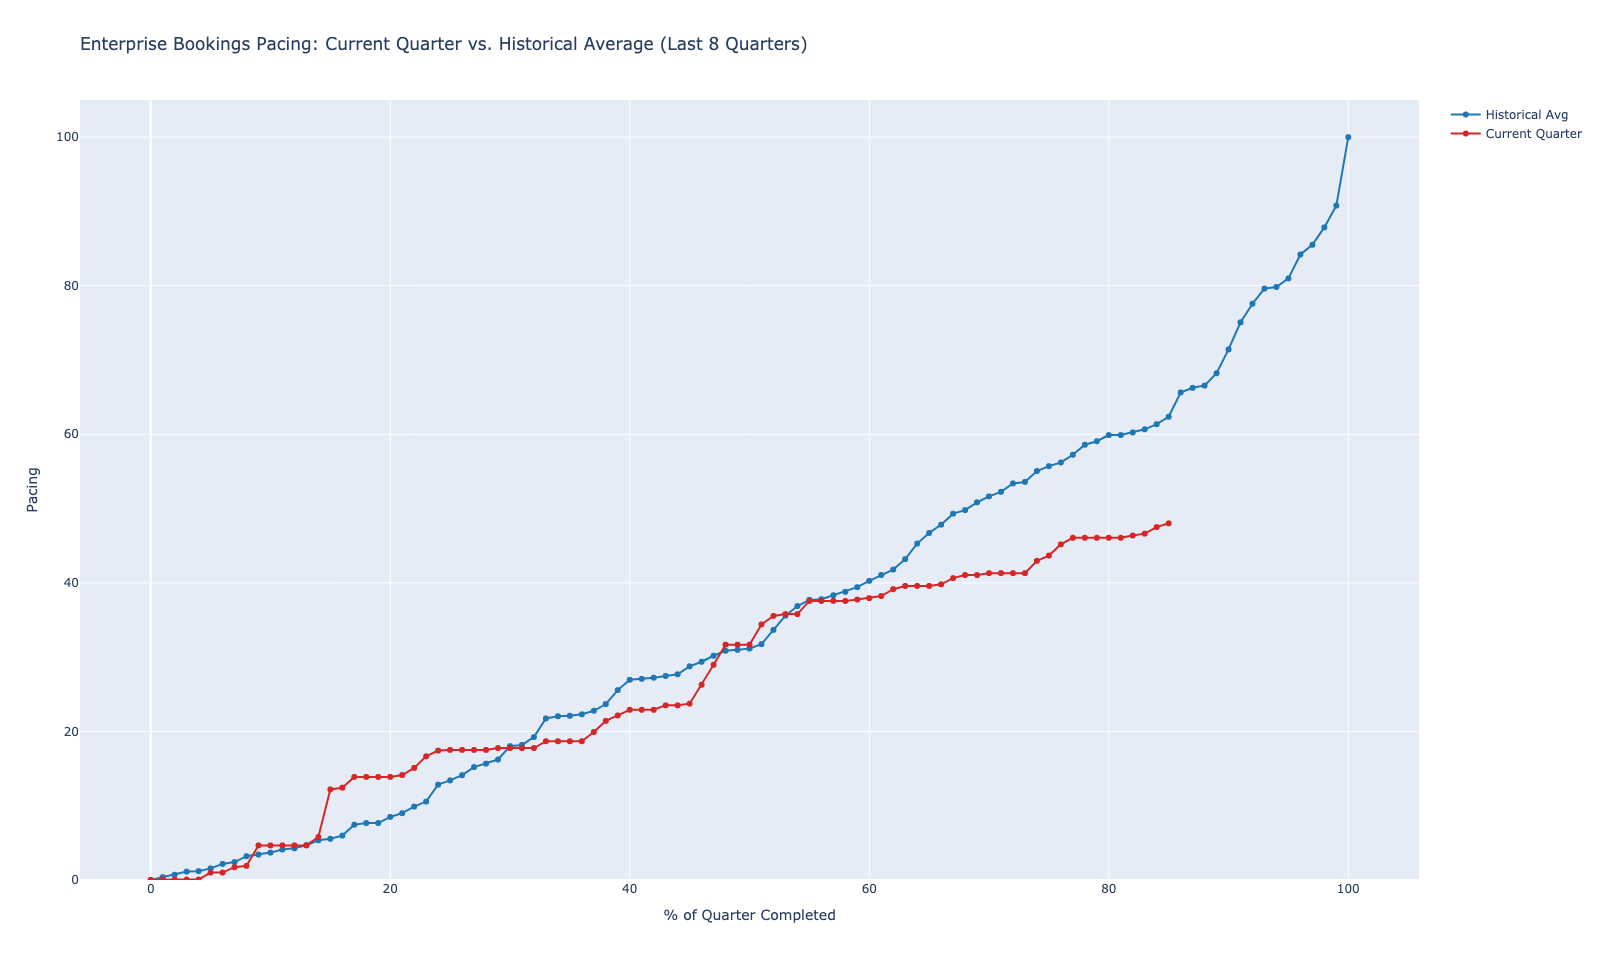 Enterprise Bookings Pacing: Current Quarter vs. Historical Average (Last 8 Quarters)
Historical Avg
Current Quarter
100
80
60
40
20
0
Pacing
0 20 40 60 80 100
% of Quarter Completed